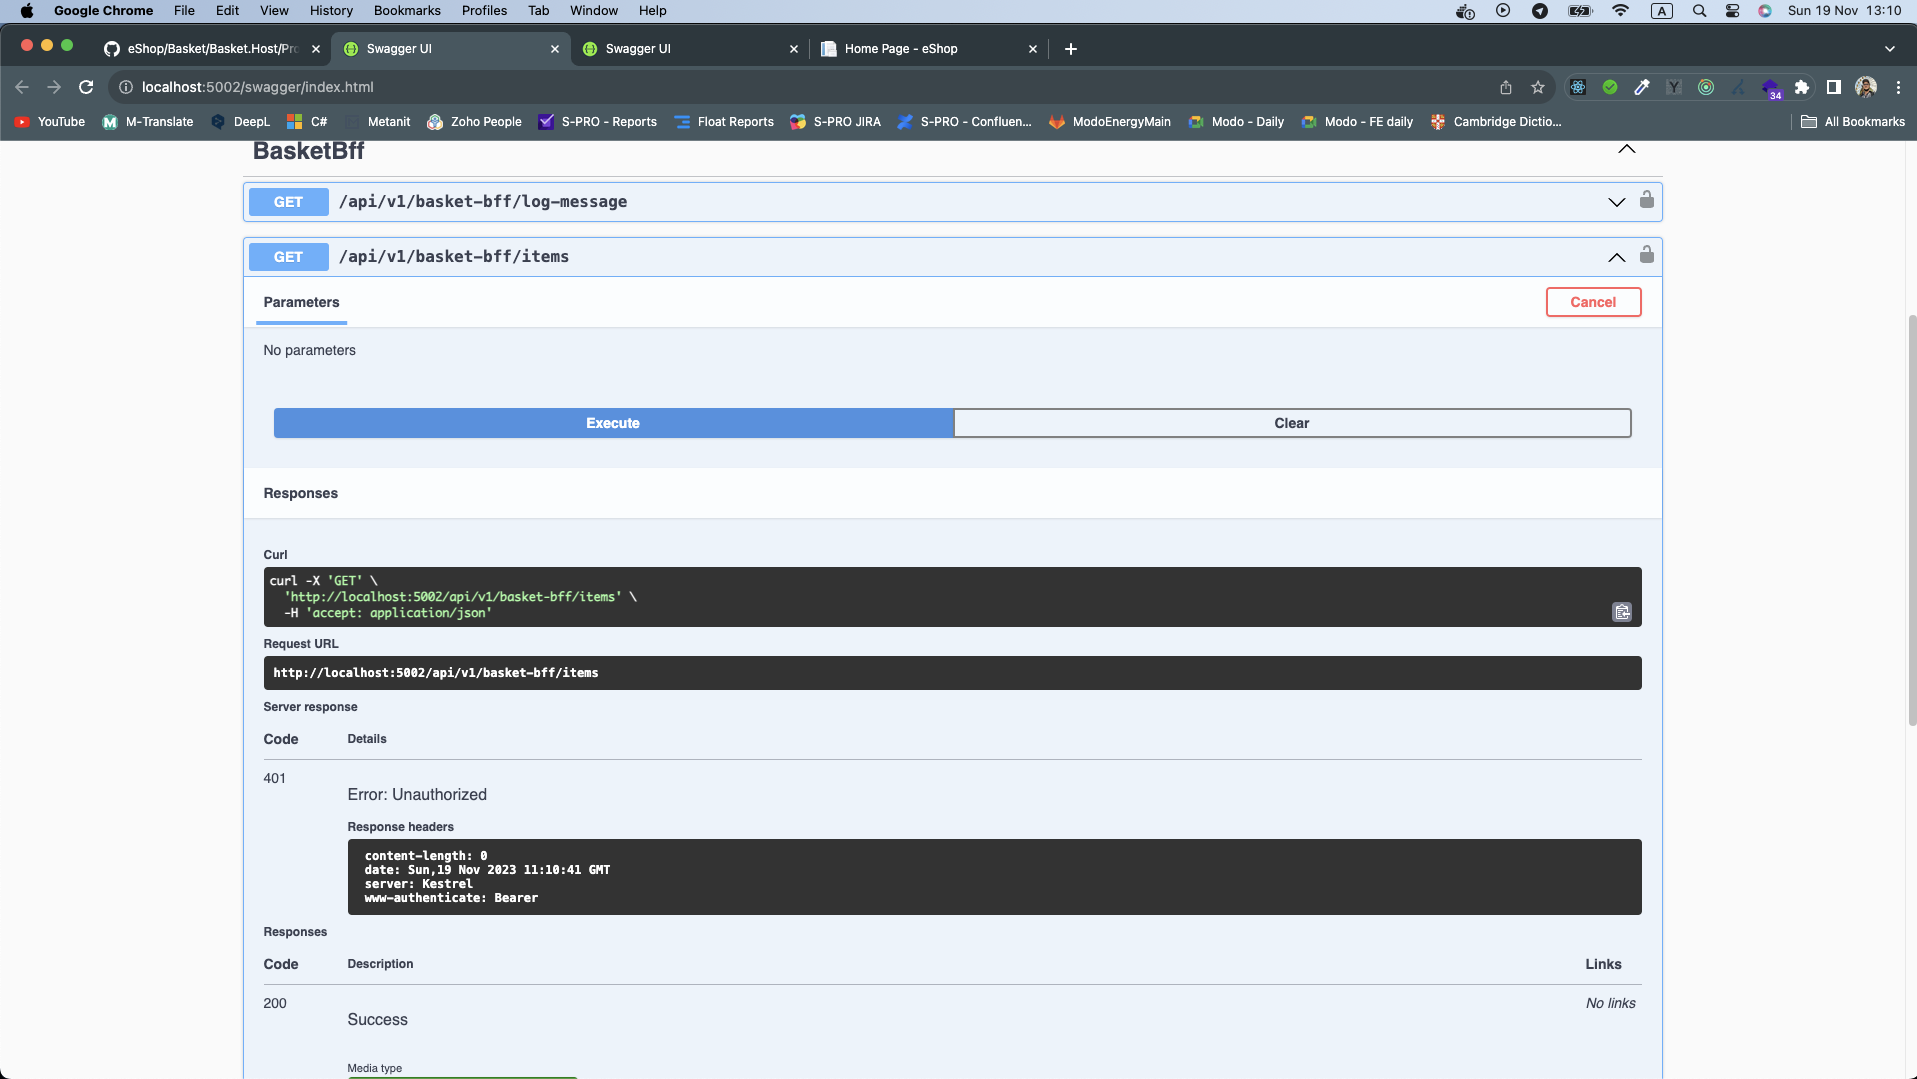 Google Chrome File Edit View History Bookmarks Profiles Tab Window Help A Sun 19 Nov 13:10
eShop/Basket/Basket.Host/Pro Swagger UI Swagger UI Home Page - eShop
localhost:5002/swagger/index.html 34
YouTube M-Translate DeepL C# Metanit Zoho People S-PRO - Reports Float Reports S-PRO JIRA S-PRO - Confluen... ModoEnergyMain Modo - Daily Modo - FE daily Cambridge Dictio... All Bookmarks
BasketBff
GET /api/v1/basket-bff/log-message
GET /api/v1/basket-bff/items
Parameters Cancel
No parameters
Execute Clear
Responses
Curl
curl -X 'GET' \
'http://localhost:5002/api/v1/basket-bff/items' \
-H 'accept: application/json'
Request URL
http://localhost:5002/api/v1/basket-bff/items
Server response
Code Details
401
Error: Unauthorized
Response headers
content-length: 0
date: Sun,19 Nov 2023 11:10:41 GMT
server: Kestrel
www-authenticate: Bearer
Responses
Code Description Links
200 No links
Success
Media type